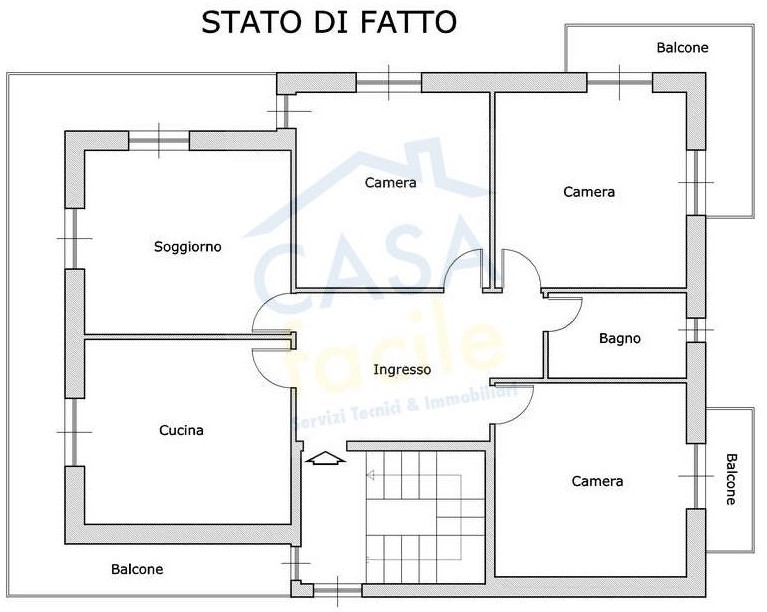 STATO DI FATTO
Balcone
Camera
Camera
Soggiorno
CASA
facile
Servizi Tecnici & Immobiliari
Bagno
Ingresso
Cucina
Camera
Balcone
Balcone